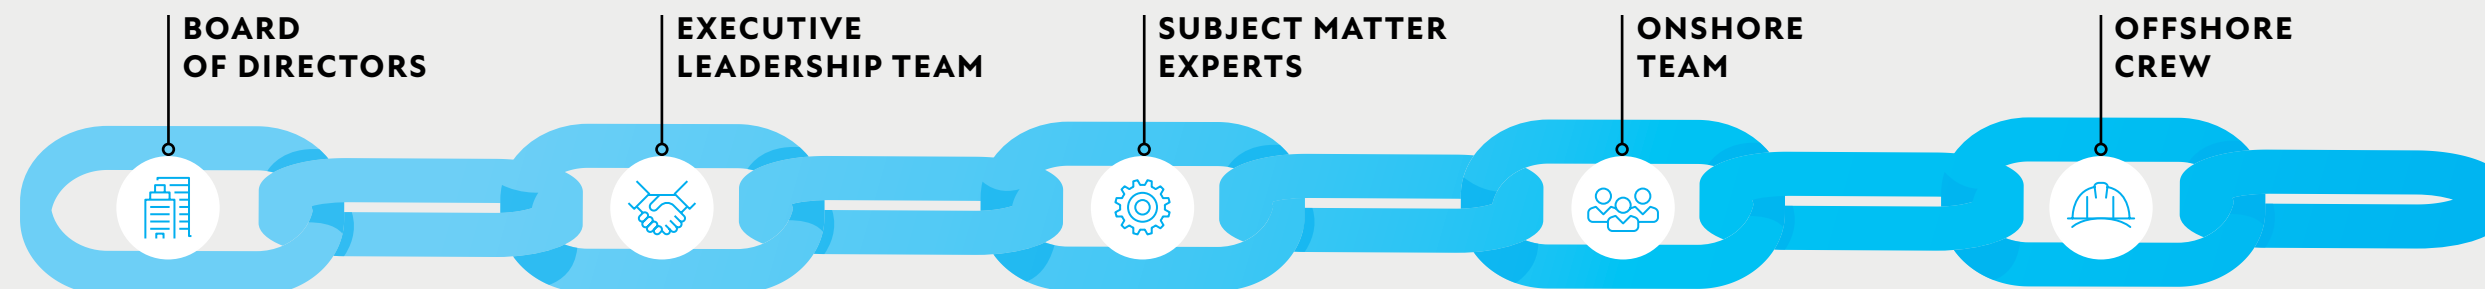 BOARD
OF DIRECTORS
EXECUTIVE
LEADERSHIP TEAM
SUBJECT MATTER
EXPERTS
ONSHORE
TEAM
OFFSHORE
CREW